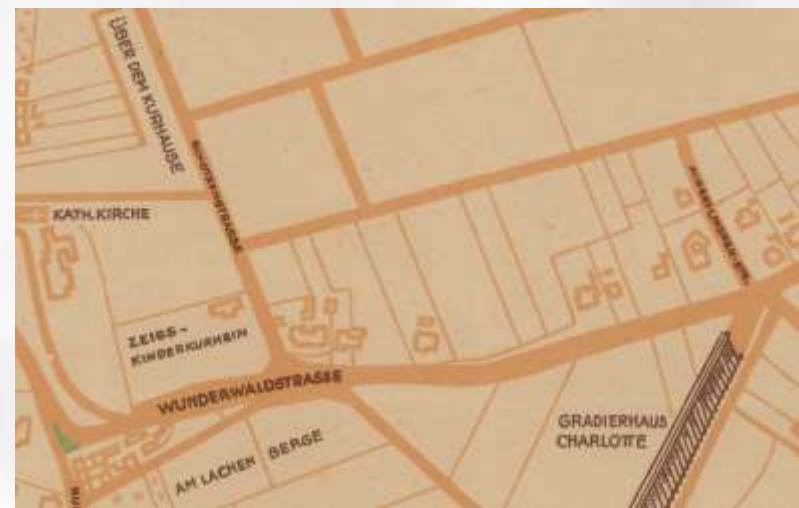 ÜBER DEM KURHAUSE
KATH. KIRCHE
ZEISS-
KINDERKURHEIM
WUNDERWALDSTRASSE
AM LACHEN BERGE
GRADIERHAUS
CHARLOTTE